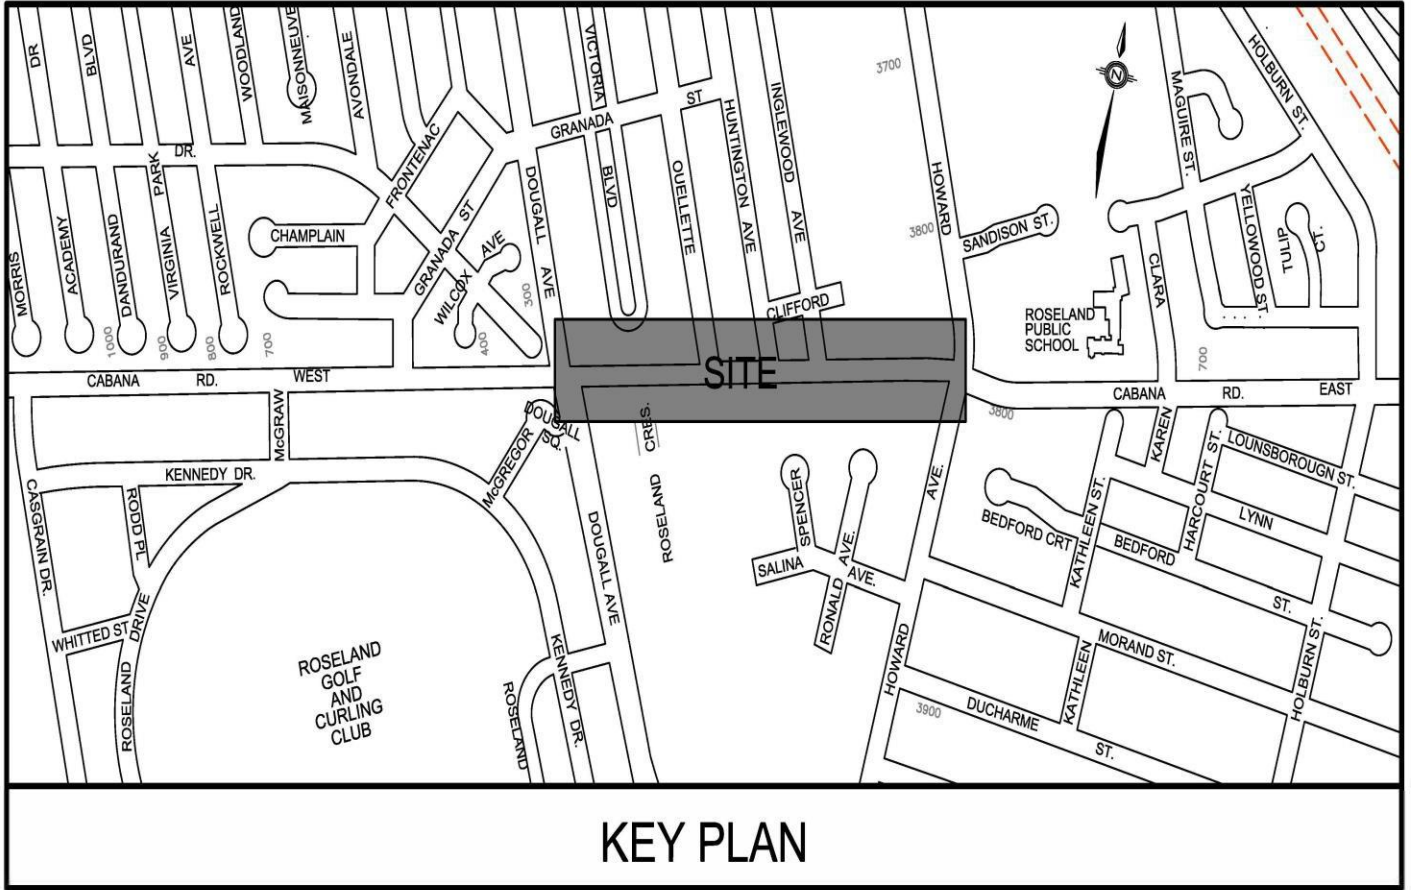 DR
BLVD
AVE
WOODLAND
MAISONNEUVE
AVONDALE
VICTORIA
BLVD
GRANADA
ST
HUNTINGTON AVE
INGLEWOOD
AVE
3700
N
MAGUIRE ST.
HOLBURN ST.
DR.
PARK
FRONTENAC
DOUGALL
AVE
OUELLETTE
HOWARD
3800
SANDISON ST.
YELLOWOOD ST
TULIP
CT.
MORRIS
ACADEMY
DANDURAND
VIRGINIA
ROCKWELL
CHAMPLAIN
GRANADA ST
WILCOX
AVE
300
CLIFFORD
CLARA
ROSELAND
PUBLIC
SCHOOL
1000
900
800
700
400
700
SITE
CABANA
RD.
WEST
CABANA
RD.
EAST
3800
McGRAW
DOUGALL
SQ.
McGREGOR
ROSELAND
CRES.
KAREN
LOUNSBOROUGN ST.
HARCOURT ST.
KENNEDY DR.
CASGRAIN DR.
RODD PL
DOUGALL AVE
SPENCER
AVE.
BEDFORD CRT
KATHLEEN ST.
BEDFORD
ST.
LYNN
SALINA
AVE.
RONALD
AVE.
WHITTED ST
ROSELAND
DRIVE
ROSELAND
GOLF
AND
CURLING
CLUB
KENNEDY DR.
ROSELAND
HOWARD
MORAND ST.
KATHLEEN
HOLBURN ST.
3900
DUCHARME
ST.
KEY PLAN